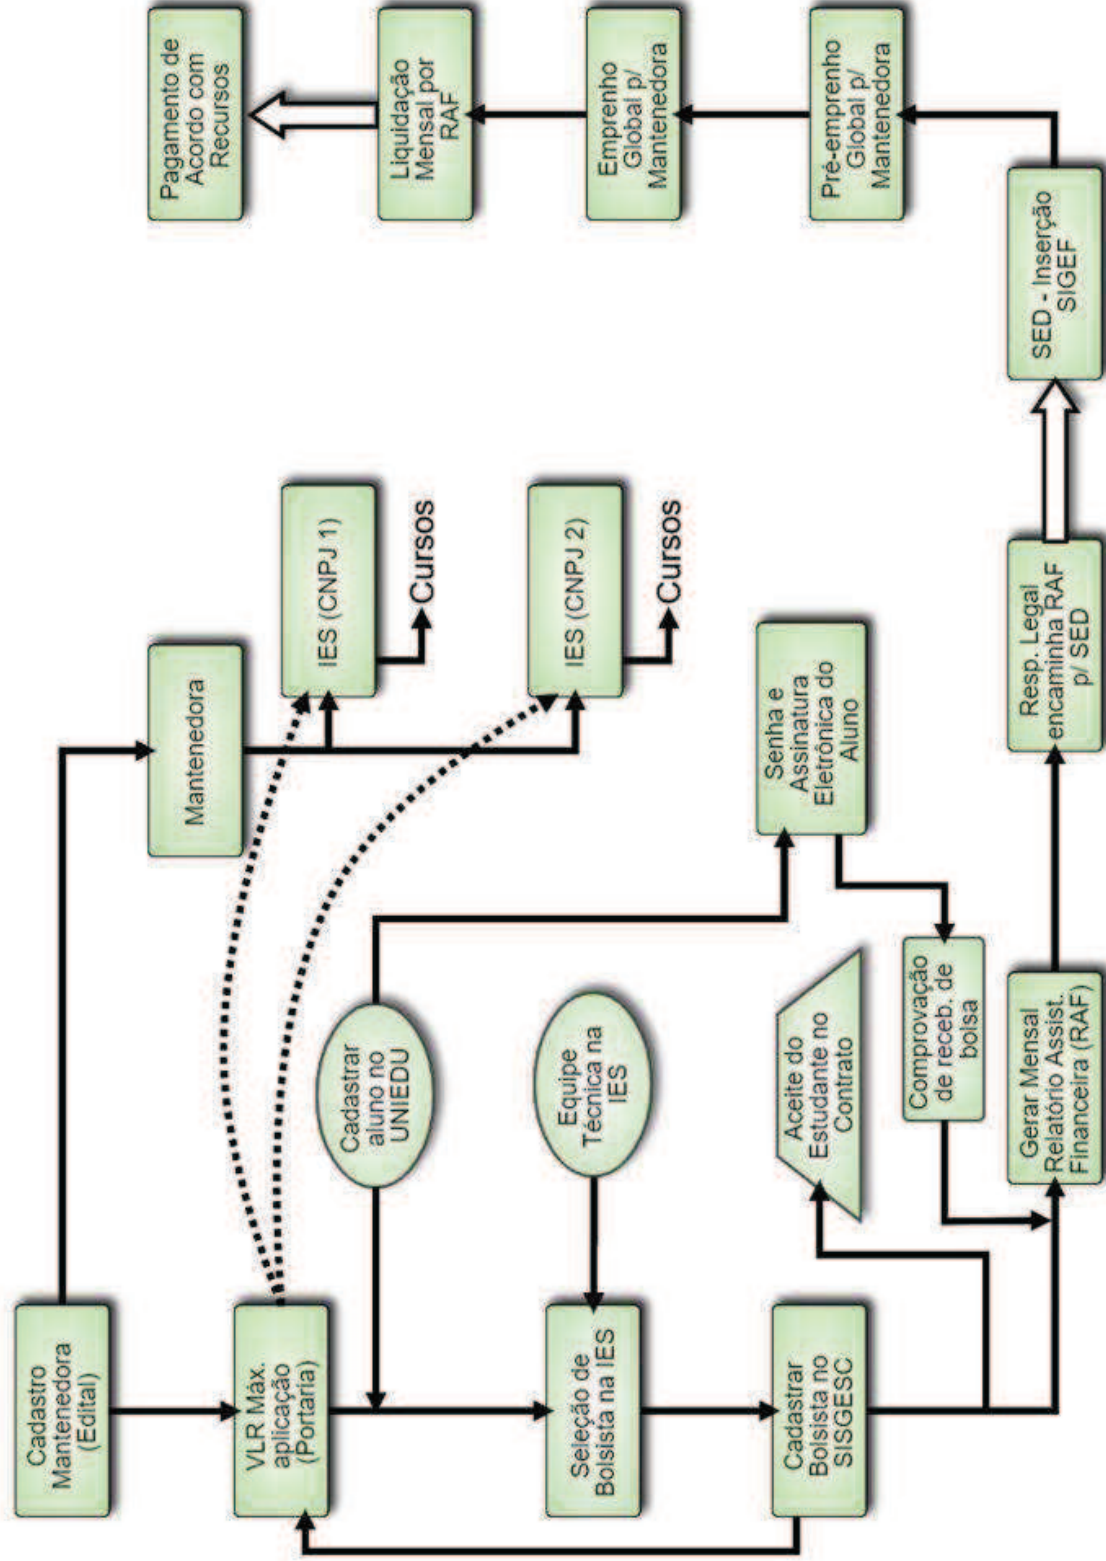 Cadastro
Mantenedora
(Edital)
VLR Máx.
aplicação
(Portaria)
Seleção de
Bolsista na IES
Cadastrar
Bolsista no
SISGESC
Cadastrar
aluno no
UNIEDU
Equipe
Técnica na
IES
Aceite do
Estudante no
Contrato
Comprovação
de receb. de
bolsa
Gerar Mensal
Relatório Assist.
Financeira (RAF)
Mantenedora
IES (CNPJ 1)
Cursos
IES (CNPJ 2)
Cursos
Senha e
Assinatura
Eletrônica do
Aluno
Resp. Legal
encaminha RAF
p/ SED
SED - Inserção
SIGEF
Pré-emprenho
Global p/
Mantenedora
Emprenho
Global p/
Mantenedora
Liquidação
Mensal por
RAF
Pagamento de
Acordo com
Recursos